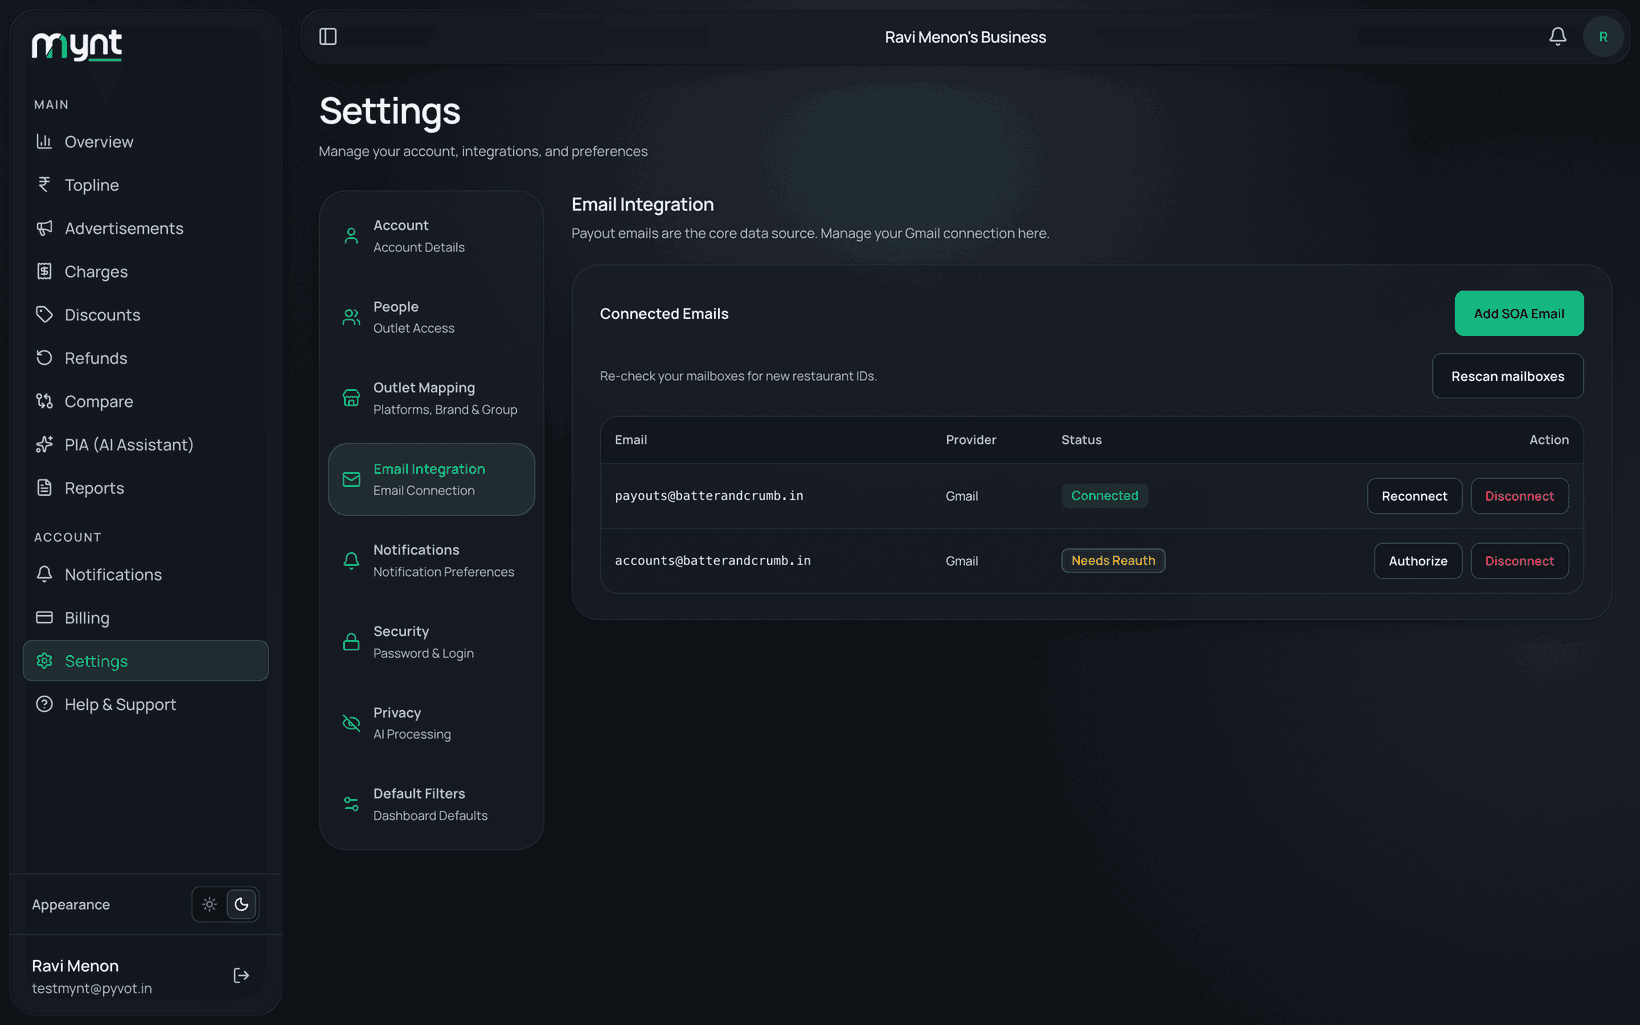 mynt
Ravi Menon's Business
R
MAIN
Overview
Topline
Advertisements
Charges
Discounts
Refunds
Compare
PIA (AI Assistant)
Reports
ACCOUNT
Notifications
Billing
Settings
Help & Support
Appearance
Ravi Menon
testmynt@pyvot.in
Settings
Manage your account, integrations, and preferences
Account
Account Details
People
Outlet Access
Outlet Mapping
Platforms, Brand & Group
Email Integration
Email Connection
Notifications
Notification Preferences
Security
Password & Login
Privacy
AI Processing
Default Filters
Dashboard Defaults
Email Integration
Payout emails are the core data source. Manage your Gmail connection here.
Connected Emails
Add SOA Email
Re-check your mailboxes for new restaurant IDs.
Rescan mailboxes
Email Provider Status Action
payouts@batterandcrumb.in Gmail Connected Reconnect Disconnect
accounts@batterandcrumb.in Gmail Needs Reauth Authorize Disconnect